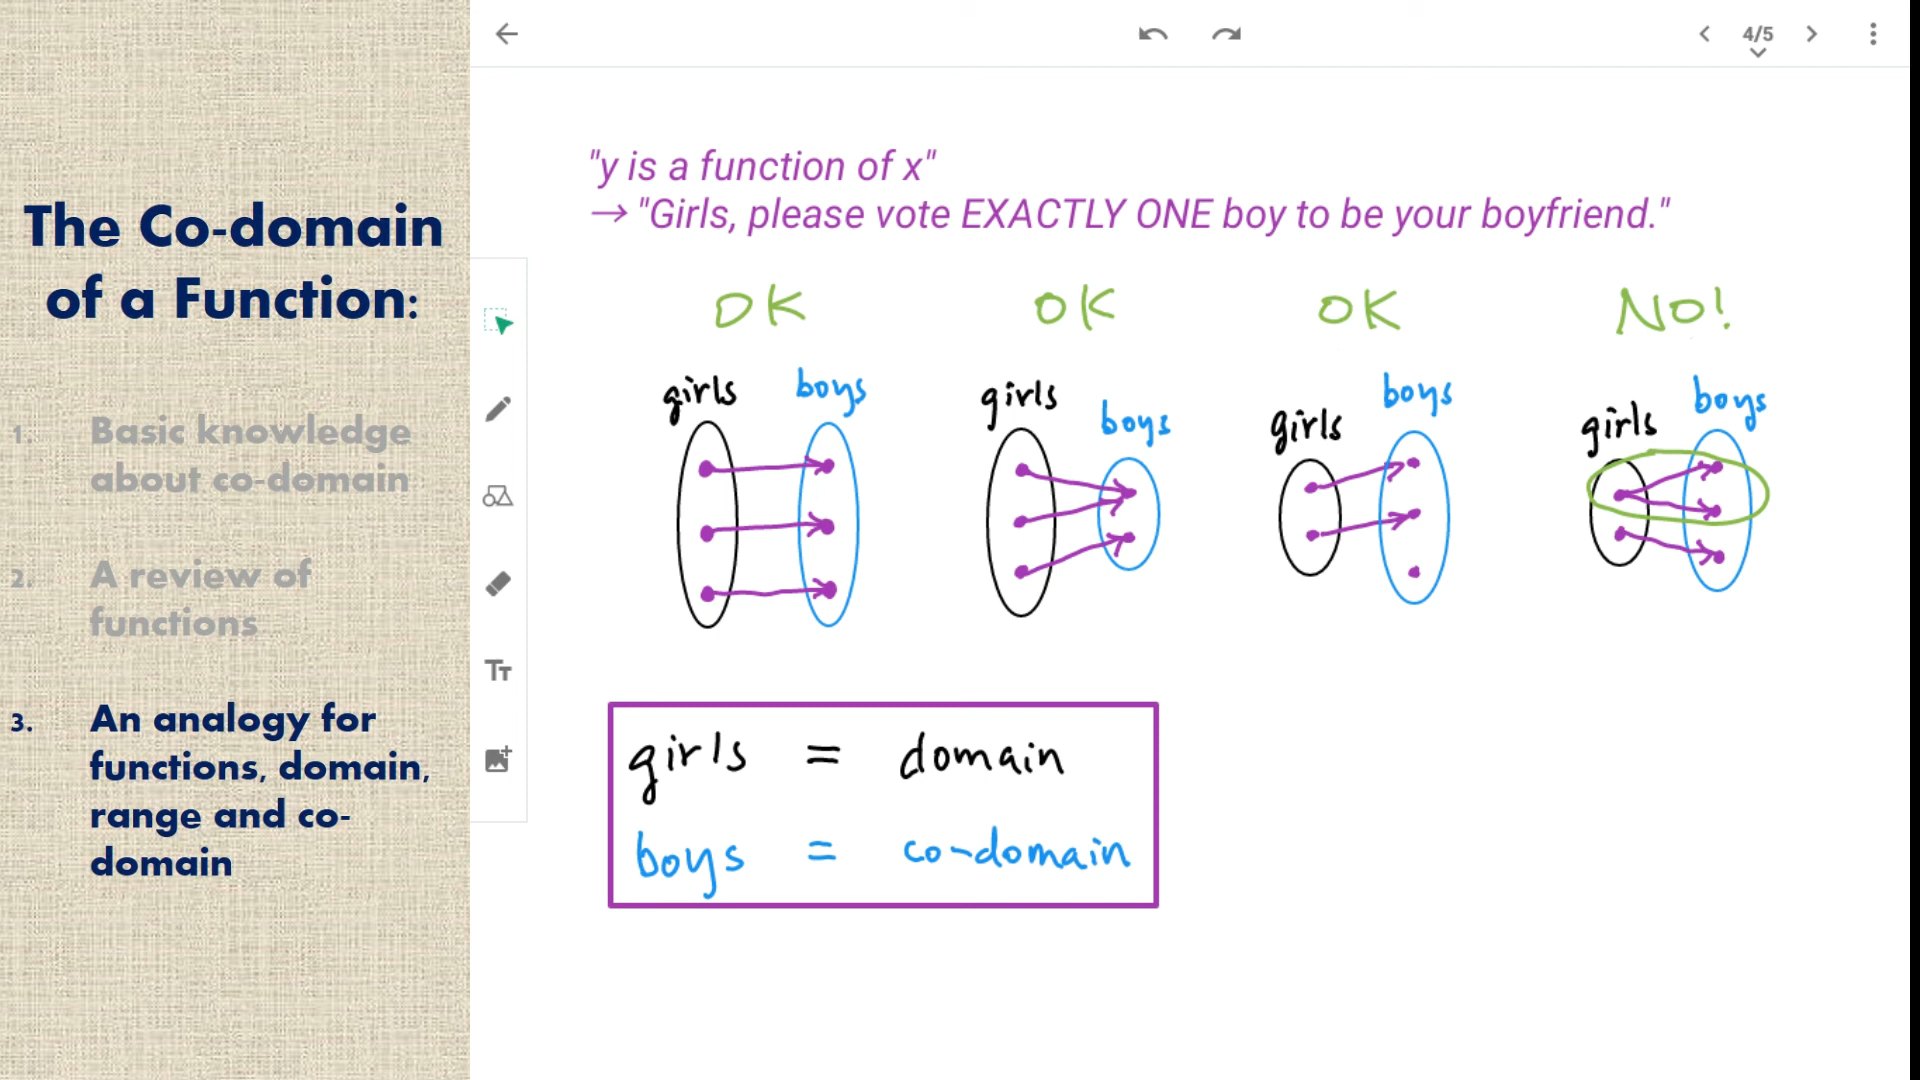 The Co-domain
of a Function:
1. Basic knowledge
about co-domain
2. A review of
functions
3. An analogy for
functions, domain,
range and co-
domain
4/5
"y is a function of x"
→ "Girls, please vote EXACTLY ONE boy to be your boyfriend."
OK OK OK NO!
girls boys girls boys girls boys girls boys
girls = domain
boys = co-domain
TT